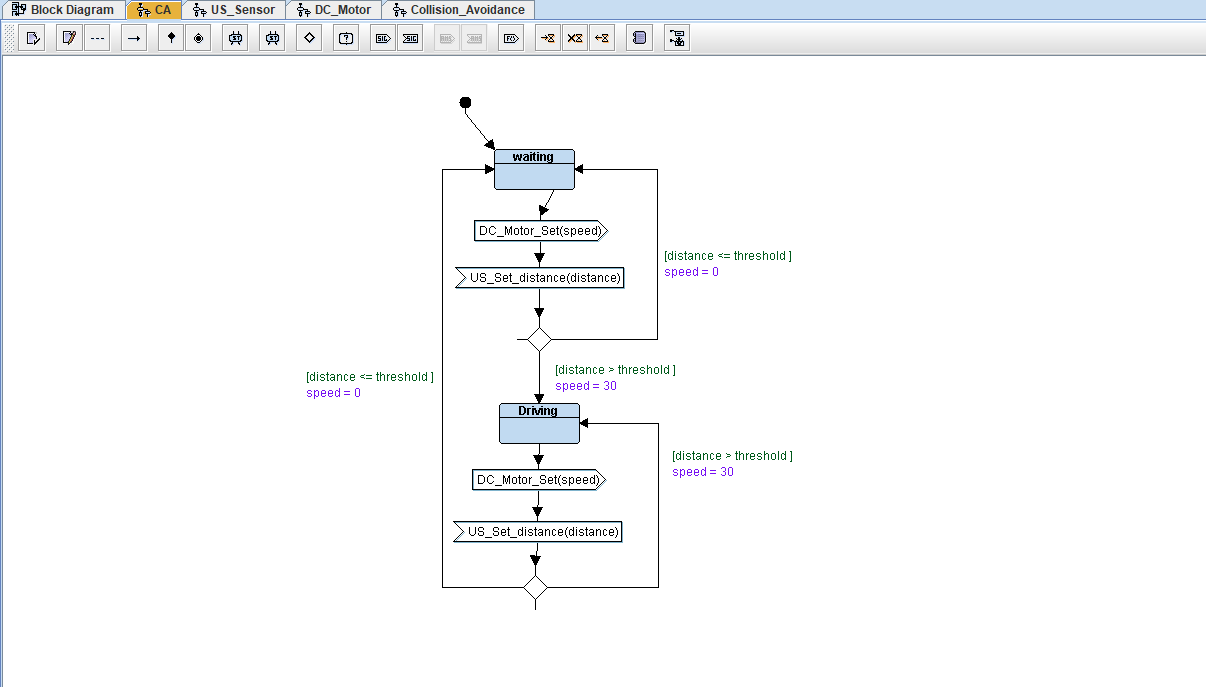 Block Diagram CA US_Sensor DC_Motor Collision_Avoidance
waiting
DC_Motor_Set(speed)
[distance <= threshold ]
speed = 0
US_Set_distance(distance)
[distance > threshold ]
speed = 30
[distance <= threshold ]
speed = 0
Driving
[distance > threshold ]
speed = 30
DC_Motor_Set(speed)
US_Set_distance(distance)